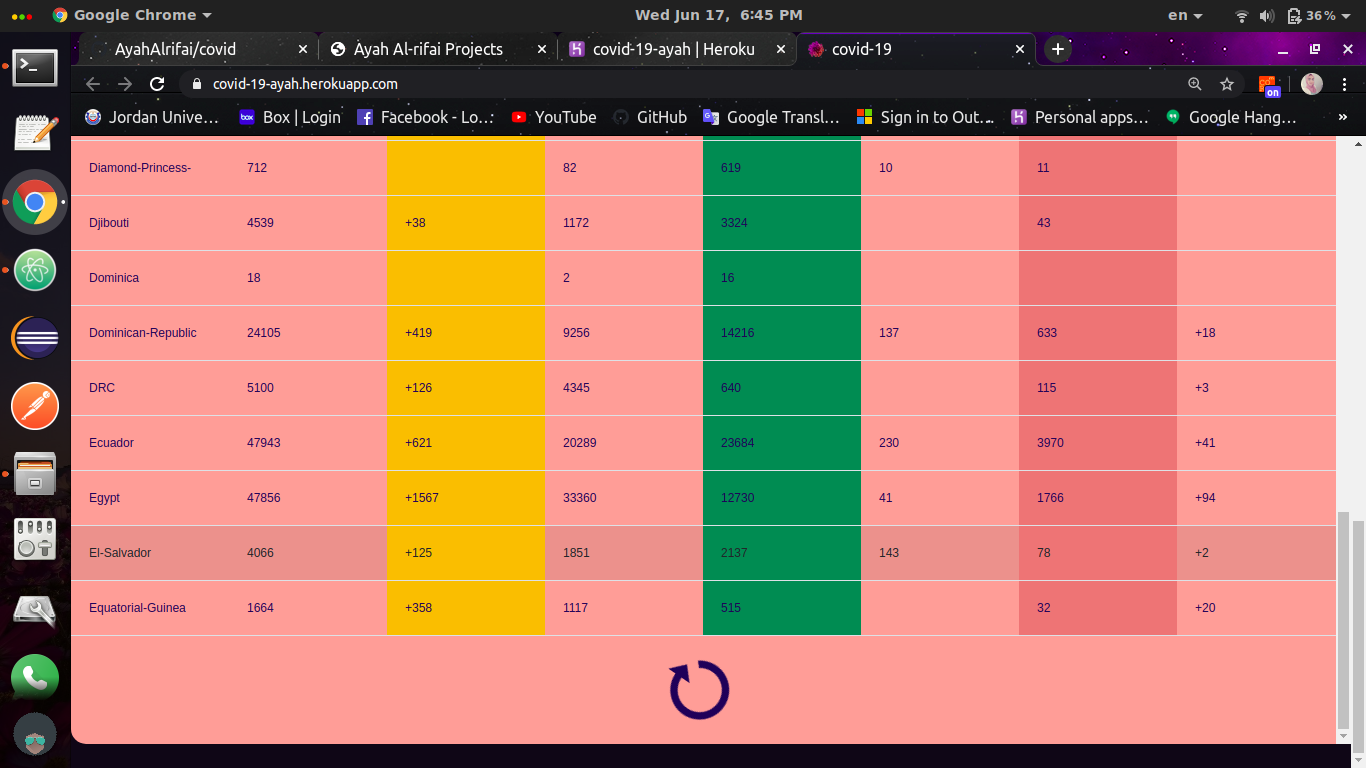 Google Chrome Wed Jun 17, 6:45 PM en 36%
AyahAlrifai/covid Ayah Al-rifai Projects covid-19-ayah | Heroku covid-19
covid-19-ayah.herokuapp.com on
Jordan Unive... box Box | Login Facebook - Lo... YouTube GitHub Google Transl... Sign in to Out... Personal apps... Google Hang... »
Diamond-Princess- 712 82 619 10 11
Djibouti 4539 +38 1172 3324 43
Dominica 18 2 16
Dominican-Republic 24105 +419 9256 14216 137 633 +18
DRC 5100 +126 4345 640 115 +3
Ecuador 47943 +621 20289 23684 230 3970 +41
Egypt 47856 +1567 33360 12730 41 1766 +94
El-Salvador 4066 +125 1851 2137 143 78 +2
Equatorial-Guinea 1664 +358 1117 515 32 +20